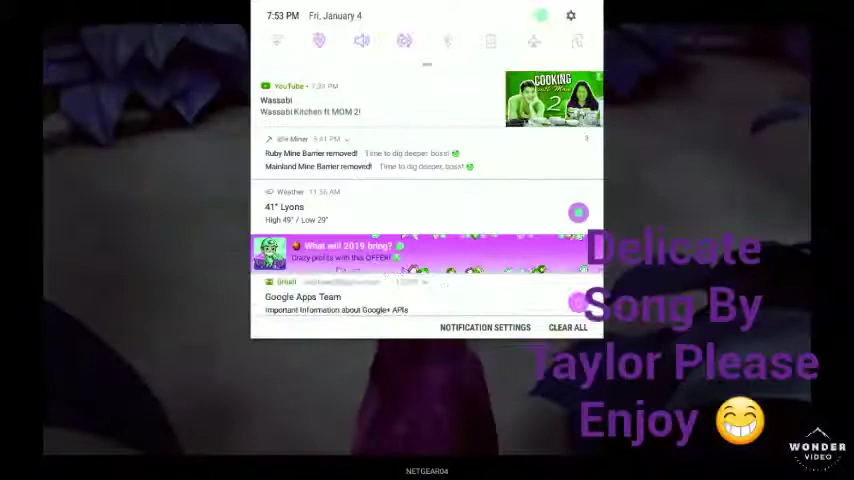 7:53 PM Fri, January 4
YouTube • 7:39 PM
Wassabi
Wassabi Kitchen ft MOM 2!
COOKING
with Mom
2
Idle Miner 5:41 PM
3
Ruby Mine Barrier removed! Time to dig deeper, boss!
Mainland Mine Barrier removed! Time to dig deeper, boss!
Weather 11:56 AM
41° Lyons
High 49° / Low 29°
What will 2019 bring?
Crazy profits with this OFFER!
Gmail
Google Apps Team
Important Information about Google+ APIs
NOTIFICATION SETTINGS CLEAR ALL
Delicate
Song By
Taylor Please
Enjoy 😁
WONDER
VIDEO
NETGEAR04